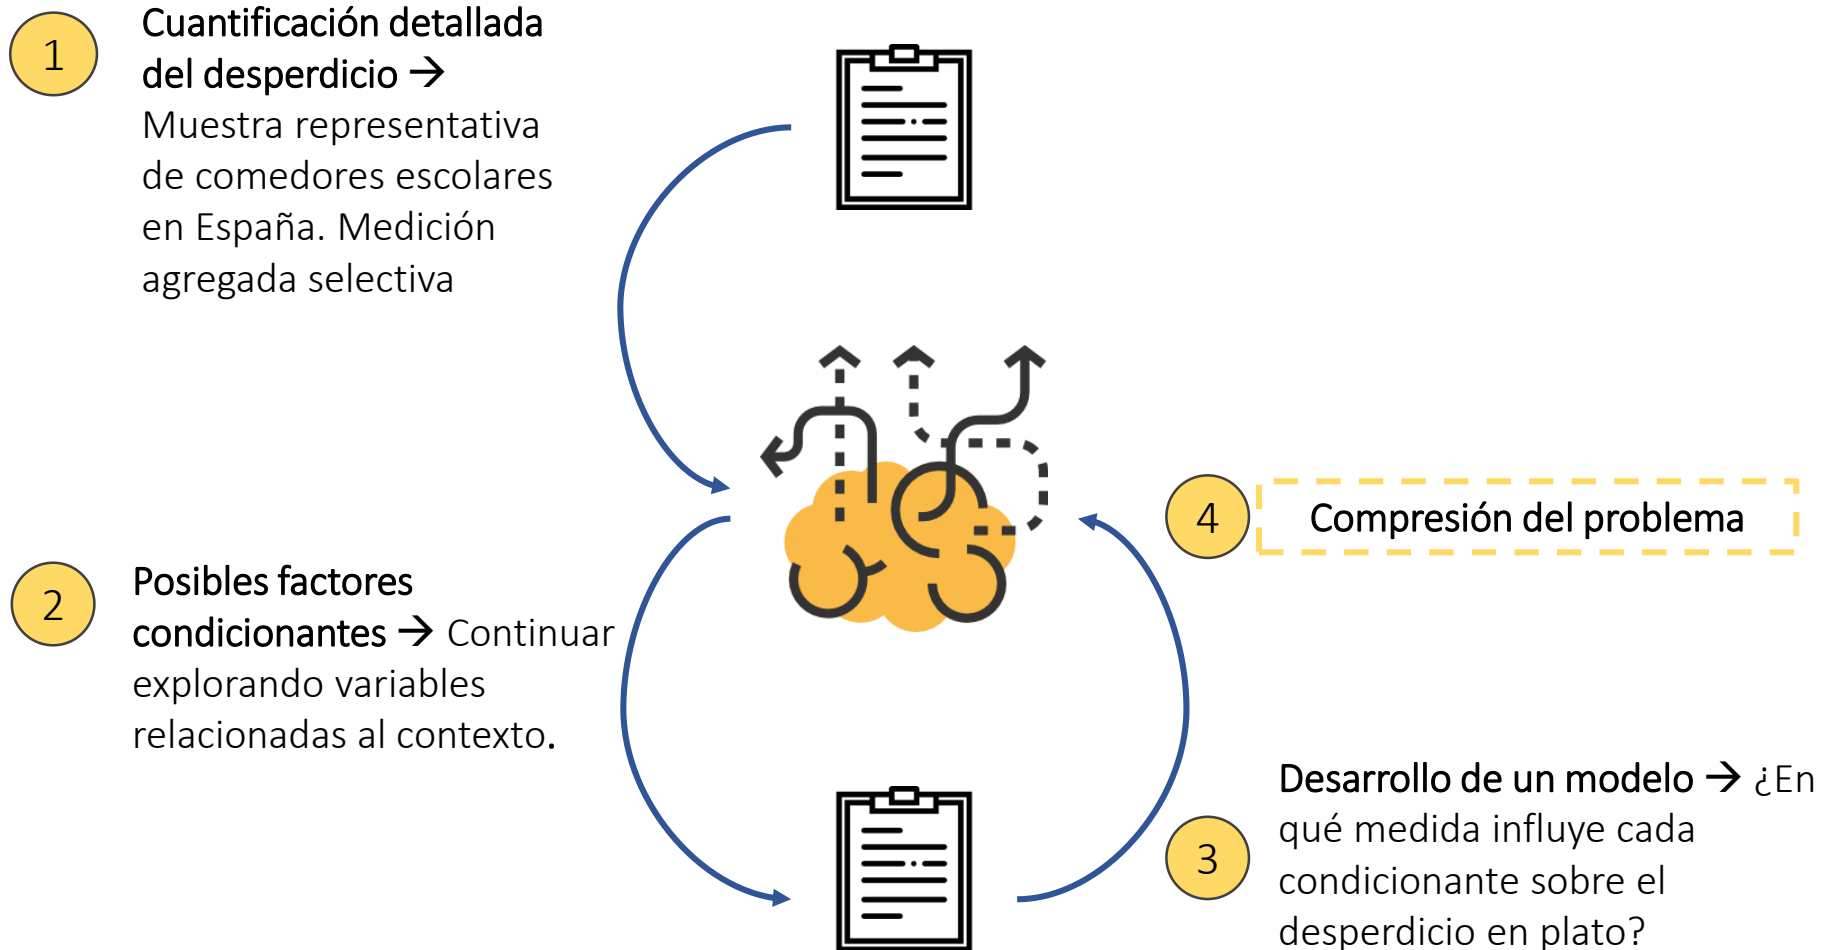 1
Cuantificación detallada
del desperdicio →
Muestra representativa
de comedores escolares
en España. Medición
agregada selectiva
2
Posibles factores
condicionantes → Continuar
explorando variables
relacionadas al contexto.
4
Compresión del problema
3
Desarrollo de un modelo → ¿En
qué medida influye cada
condicionante sobre el
desperdicio en plato?